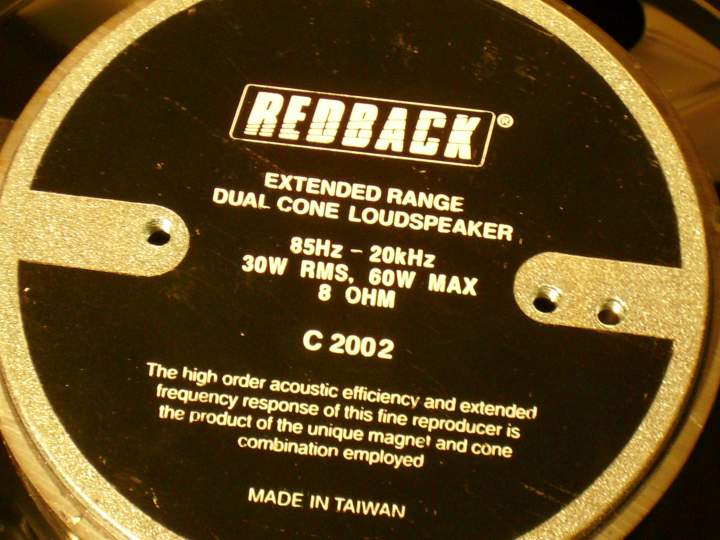 REDBACK®
EXTENDED RANGE
DUAL CONE LOUDSPEAKER
85Hz – 20kHz
30W RMS, 60W MAX
8 OHM
C 2002
The high order acoustic efficiency and extended
frequency response of this fine reproducer is
the product of the unique magnet and cone
combination employed
MADE IN TAIWAN